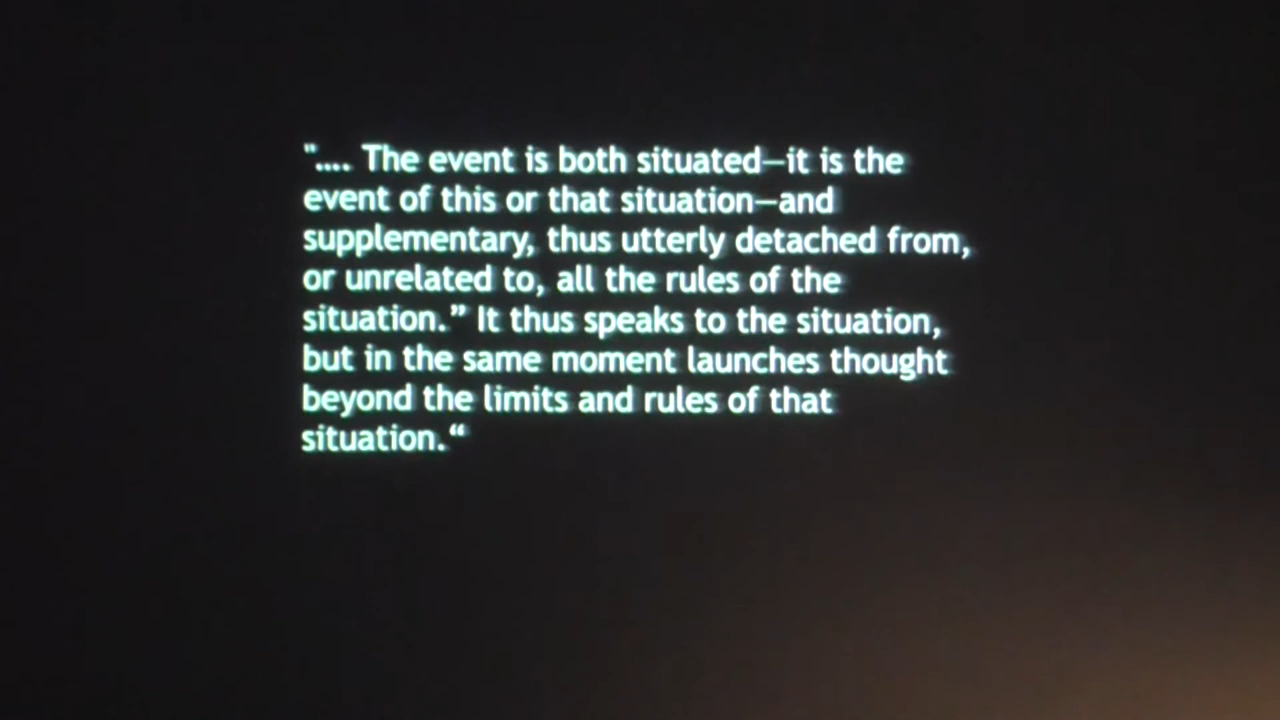 ".... The event is both situated—it is the
event of this or that situation—and
supplementary, thus utterly detached from,
or unrelated to, all the rules of the
situation.” It thus speaks to the situation,
but in the same moment launches thought
beyond the limits and rules of that
situation.“